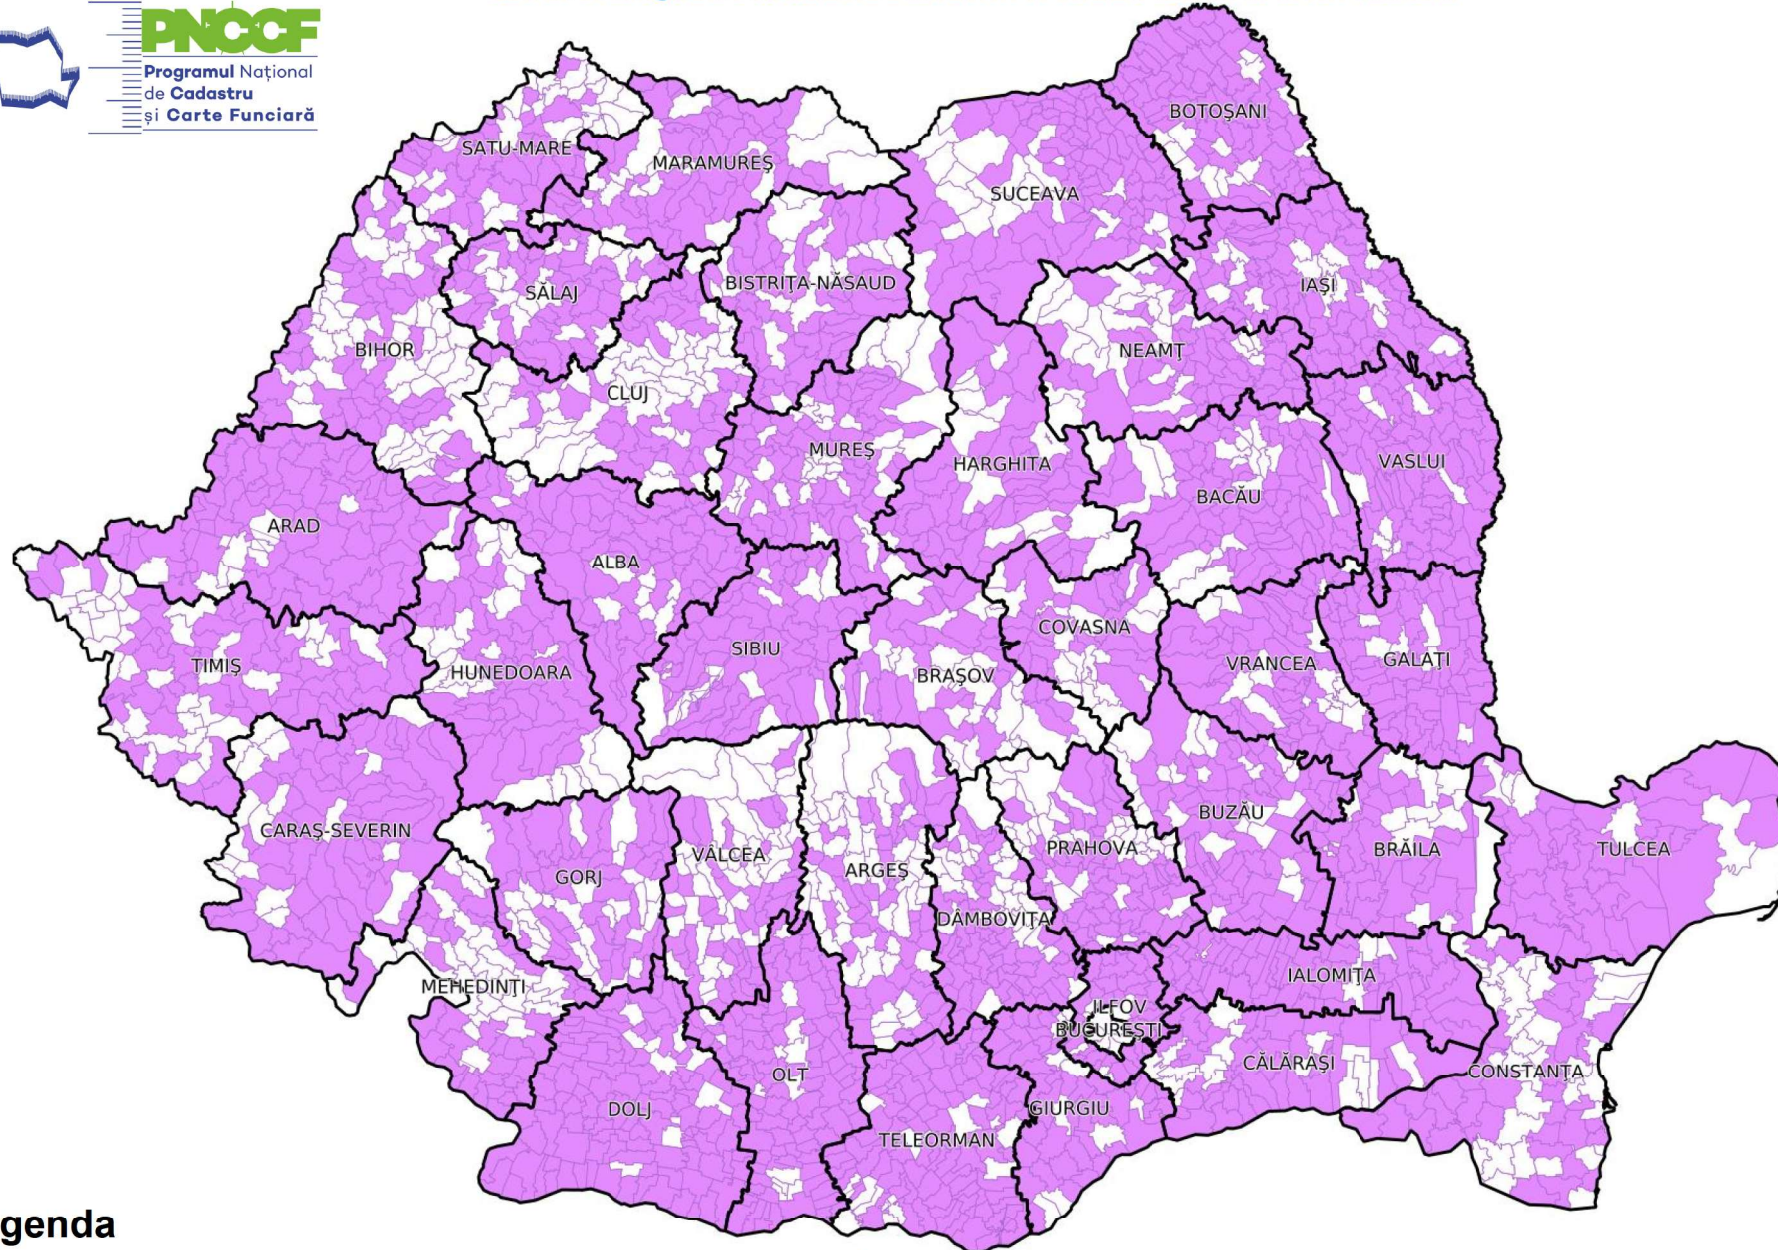 PNCCF
Programul Național
de Cadastru
și Carte Funciară
BOTOȘANI
SATU-MARE
MARAMUREȘ
SUCEAVA
BISTRIȚA-NĂSAUD
IAȘI
SĂLAJ
BIHOR
NEAMȚ
CLUJ
MUREȘ
HARGHITA
VASLUI
BACĂU
ARAD
ALBA
COVASNA
SIBIU
TIMIȘ
HUNEDOARA
BRAȘOV
VRANCEA
GALAȚI
BUZĂU
CARAȘ-SEVERIN
PRAHOVA
BRĂILA
TULCEA
VÂLCEA
ARGEȘ
GORJ
DÂMBOVIȚA
IALOMIȚA
MEHEDINȚI
ILFOV
BUCUREȘTI
CĂLĂRAȘI
CONSTANȚA
OLT
DOLJ
GIURGIU
TELEORMAN
genda